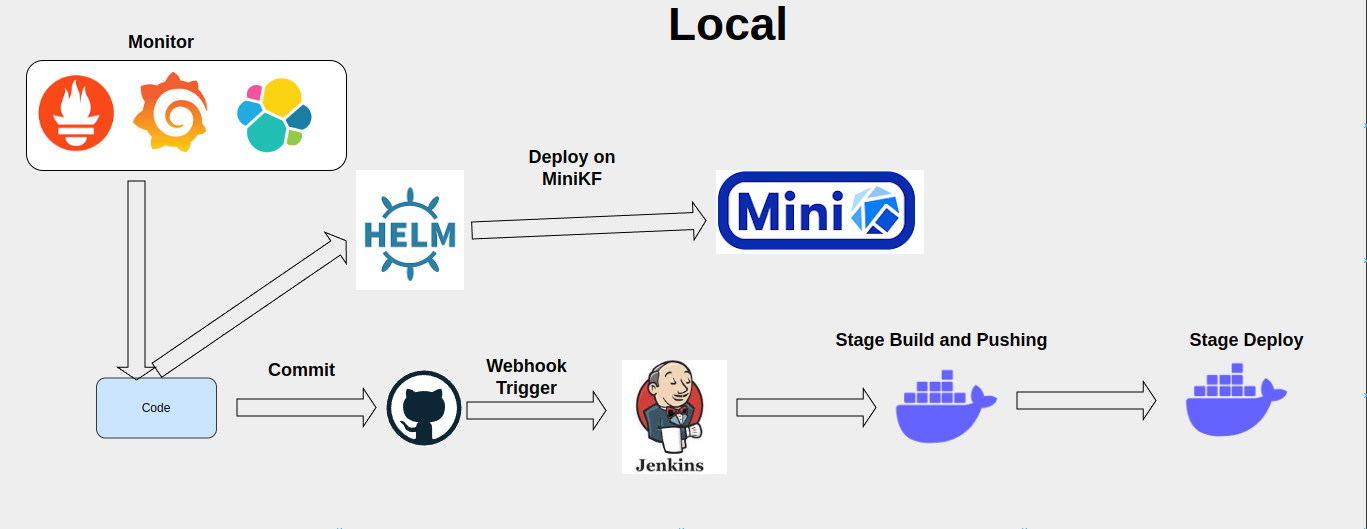 Local
Monitor
Deploy on
MiniKF
HELM
Mini
Stage Build and Pushing
Stage Deploy
Commit
Webhook
Trigger
Code
Jenkins